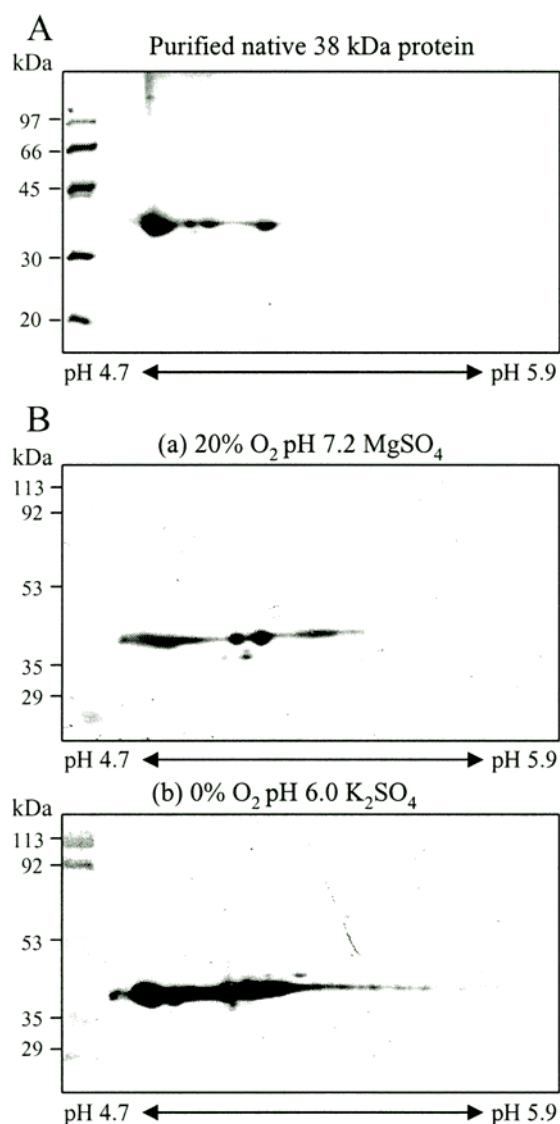 A
Purified native 38 kDa protein
kDa
97
66
45
30
20
pH 4.7
pH 5.9
B
(a) 20% O₂ pH 7.2 MgSO₄
kDa
113
92
53
35
29
pH 4.7
pH 5.9
(b) 0% O₂ pH 6.0 K₂SO₄
kDa
113
92
53
35
29
pH 4.7
pH 5.9